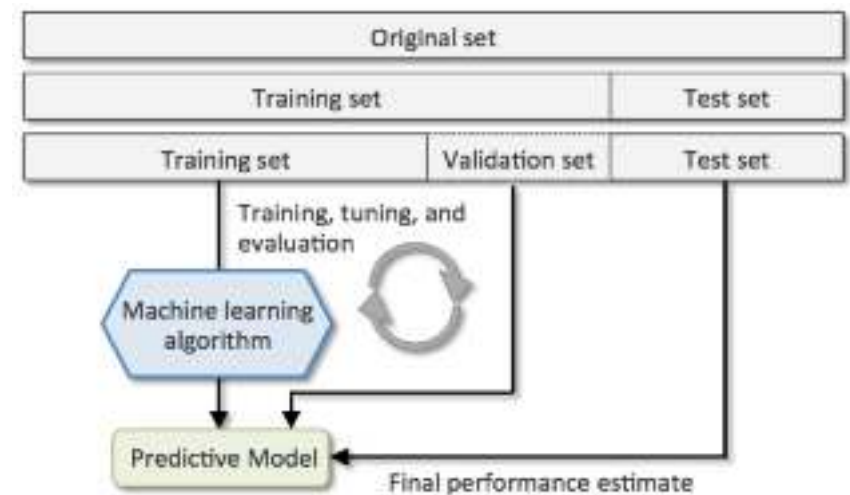 Original set
Training set Test set
Training set Validation set Test set
Training, tuning, and
evaluation
Machine learning
algorithm
Predictive Model
Final performance estimate